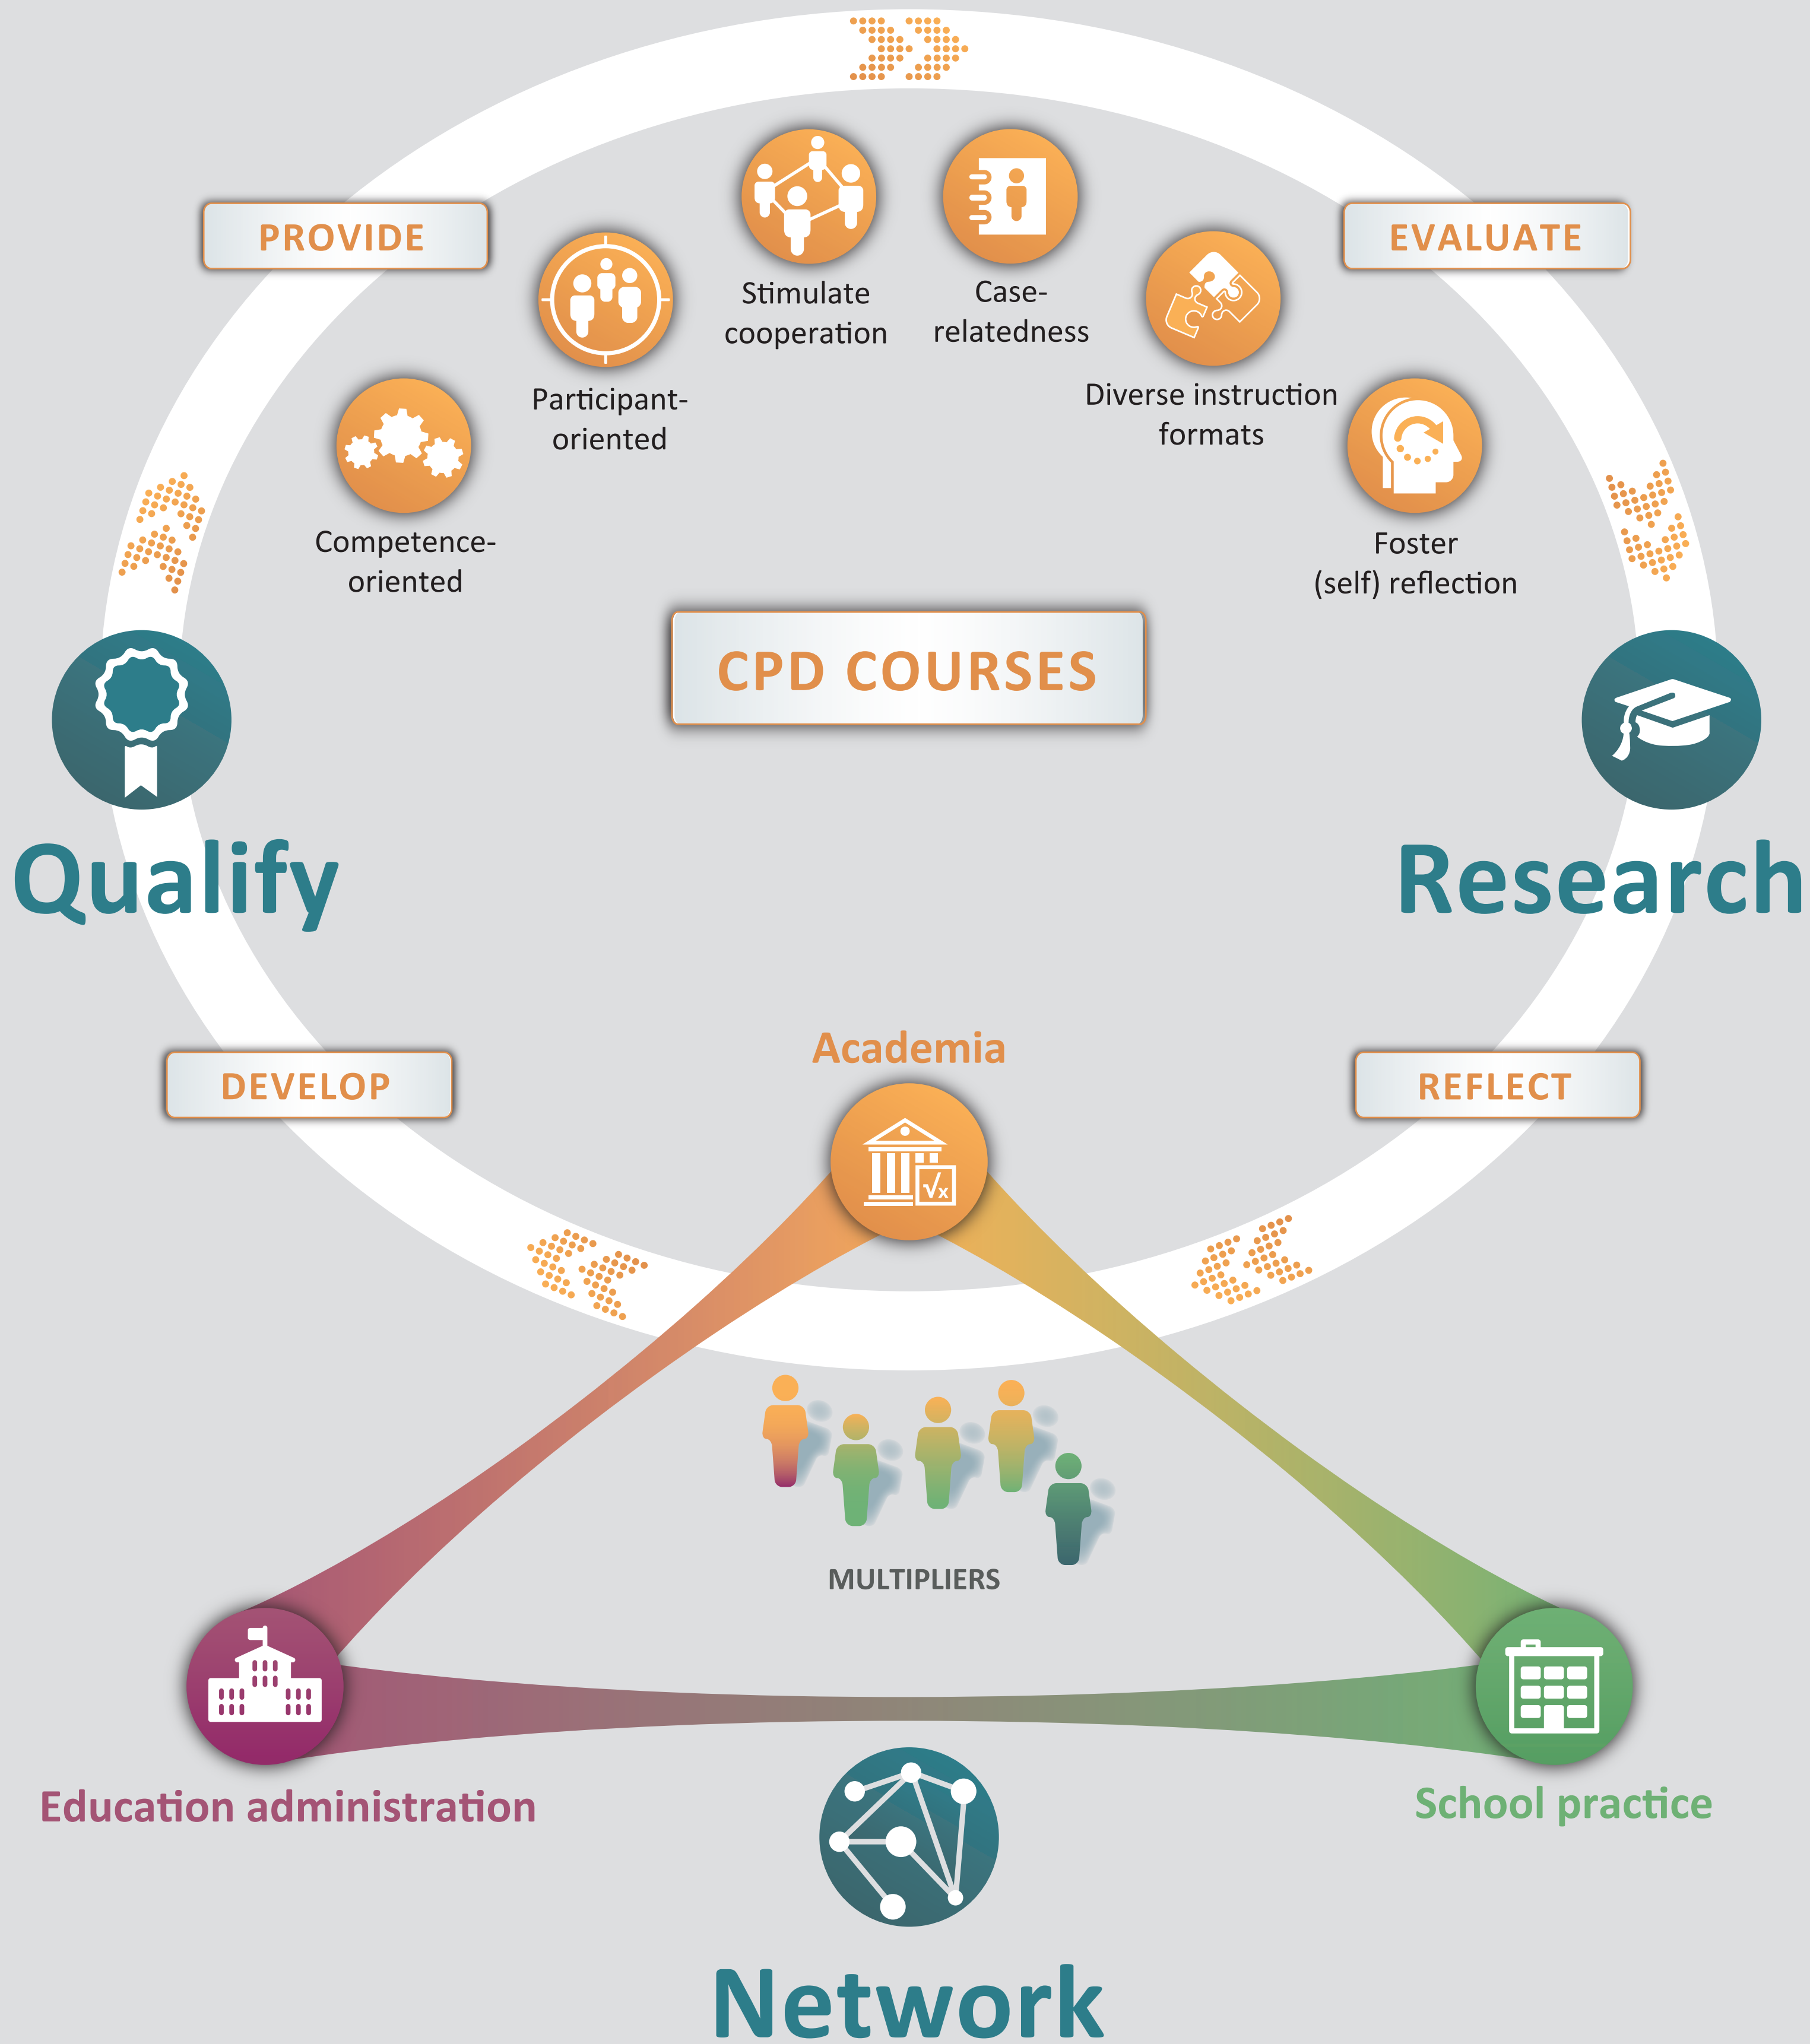 PROVIDE
EVALUATE
Stimulate
cooperation
Case-
relatedness
Participant-
oriented
Diverse instruction
formats
Competence-
oriented
Foster
(self) reflection
CPD COURSES
Qualify
Research
Academia
DEVELOP
REFLECT
√x
MULTIPLIERS
Education administration
School practice
Network